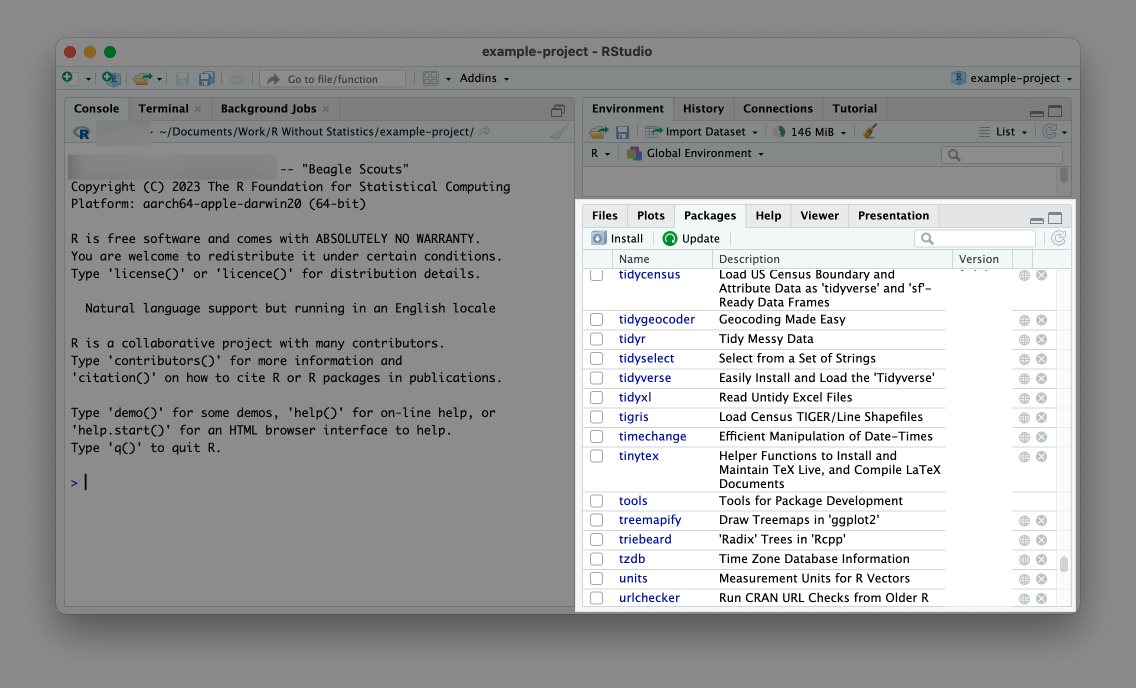 example-project - RStudio
Go to file/function
Addins
example-project
Console
Terminal
Background Jobs
· ~/Documents/Work/R Without Statistics/example-project/
-- "Beagle Scouts"
Copyright (C) 2023 The R Foundation for Statistical Computing
Platform: aarch64-apple-darwin20 (64-bit)
R is free software and comes with ABSOLUTELY NO WARRANTY.
You are welcome to redistribute it under certain conditions.
Type 'license()' or 'licence()' for distribution details.
Natural language support but running in an English locale
R is a collaborative project with many contributors.
Type 'contributors()' for more information and
'citation()' on how to cite R or R packages in publications.
Type 'demo()' for some demos, 'help()' for on-line help, or
'help.start()' for an HTML browser interface to help.
Type 'q()' to quit R.
>
Environment
History
Connections
Tutorial
Import Dataset
146 MiB
List
R
Global Environment
Files
Plots
Packages
Help
Viewer
Presentation
Install
Update
Name Description Version
tidycensus Load US Census Boundary and
Attribute Data as 'tidyverse' and 'sf'-
Ready Data Frames
tidygeocoder Geocoding Made Easy
tidyr Tidy Messy Data
tidyselect Select from a Set of Strings
tidyverse Easily Install and Load the 'Tidyverse'
tidyxl Read Untidy Excel Files
tigris Load Census TIGER/Line Shapefiles
timechange Efficient Manipulation of Date-Times
tinytex Helper Functions to Install and
Maintain TeX Live, and Compile LaTeX
Documents
tools Tools for Package Development
treemapify Draw Treemaps in 'ggplot2'
triebeard 'Radix' Trees in 'Rcpp'
tzdb Time Zone Database Information
units Measurement Units for R Vectors
urlchecker Run CRAN URL Checks from Older R